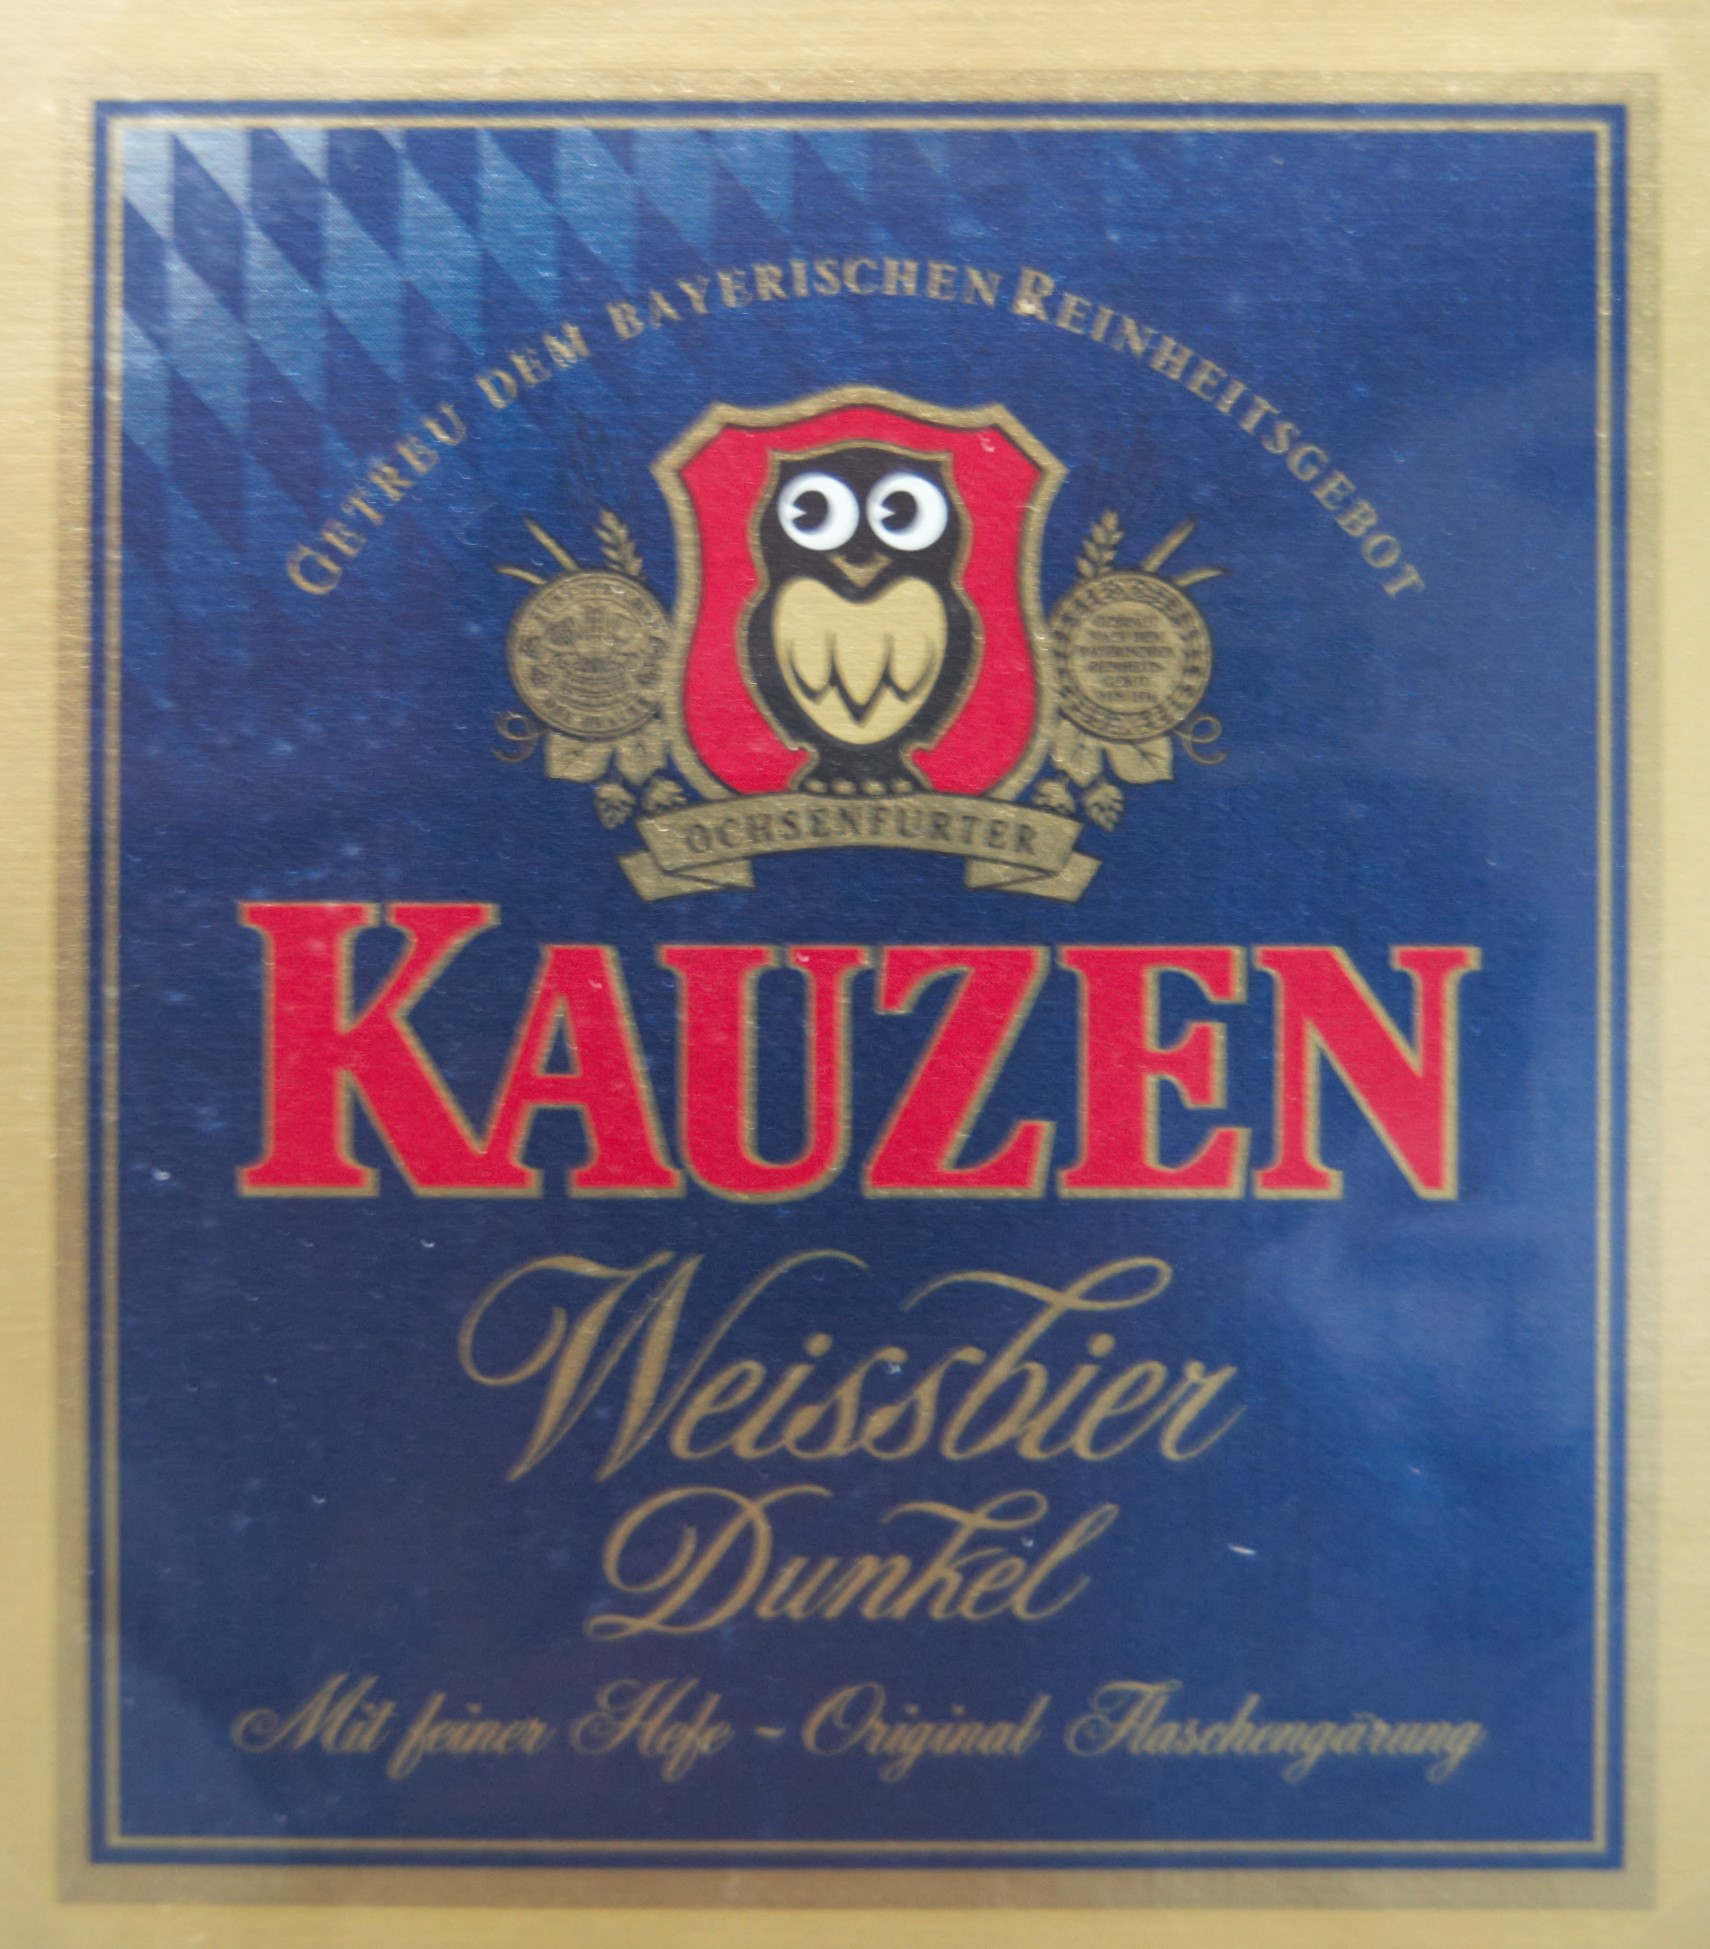 GETREU DEM BAYERISCHEN REINHEITSGEBOT
OCHSENFURTER
KAUZEN
Weissbier
Dunkel
Mit feiner Hefe – Original Flaschengärung